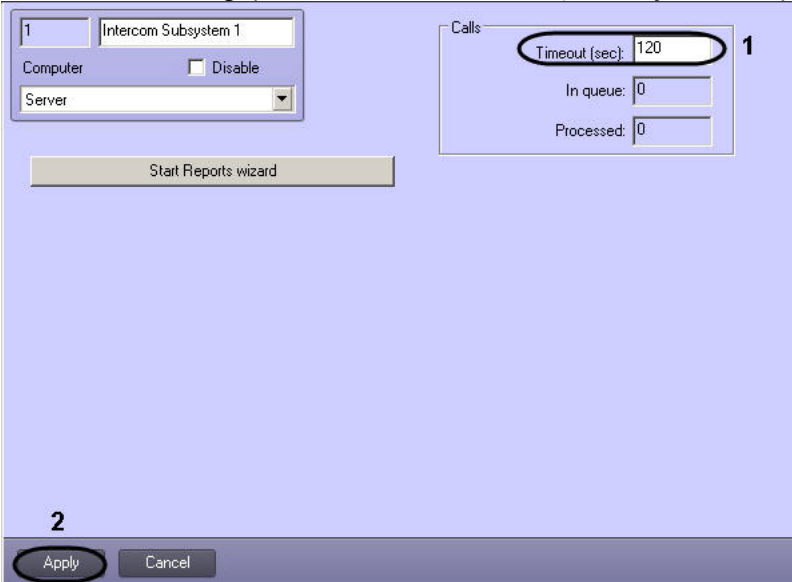 1 Intercom Subsystem 1
Computer Disable
Server
Start Reports wizard
Calls
Timeout (sec): 120 1
In queue: 0
Processed: 0
2
Apply Cancel